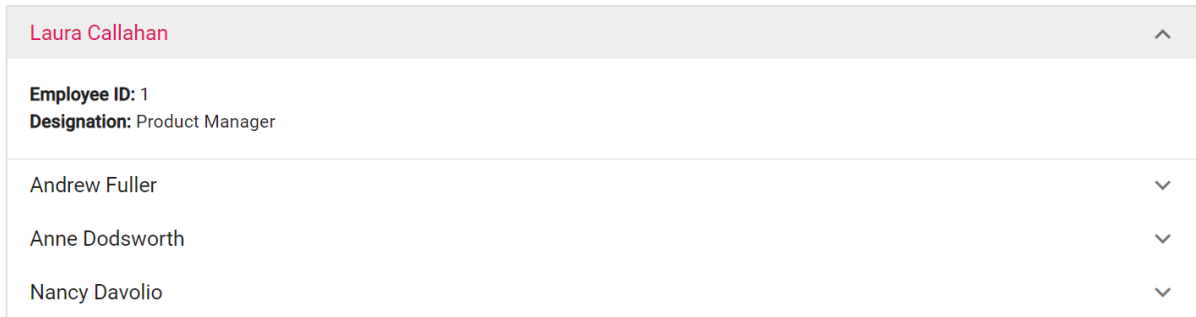 Laura Callahan
Employee ID: 1
Designation: Product Manager
Andrew Fuller
Anne Dodsworth
Nancy Davolio